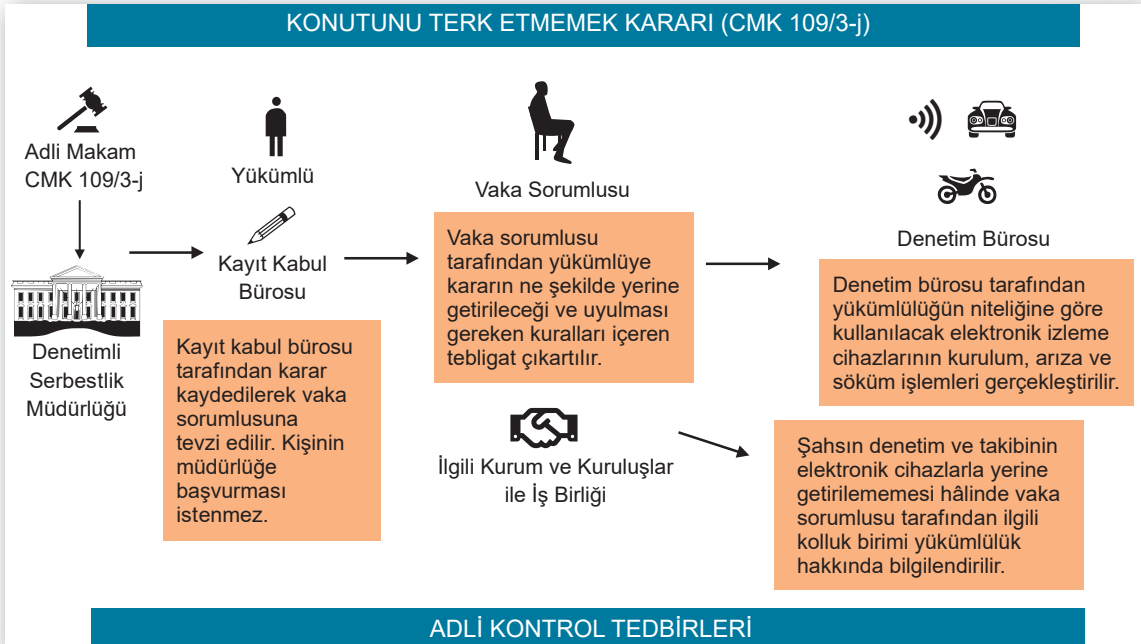 KONUTUNU TERK ETMEMEK KARARI (CMK 109/3-j)
Adli Makam
CMK 109/3-j
Denetimli
Serbestlik
Müdürlüğü
Yükümlü
Kayıt Kabul
Bürosu
Kayıt kabul bürosu
tarafından karar
kaydedilerek vaka
sorumlusuna
tevzi edilir. Kişinin
müdürlüğe
başvurması
istenmez.
Vaka Sorumlusu
Vaka sorumlusu
tarafından yükümlüye
kararın ne şekilde yerine
getirileceği ve uyulması
gereken kuralları içeren
tebligat çıkartılır.
İlgili Kurum ve Kuruluşlar
ile İş Birliği
Denetim Bürosu
Denetim bürosu tarafından
yükümlülüğün niteliğine göre
kullanılacak elektronik izleme
cihazlarının kurulum, arıza ve
söküm işlemleri gerçekleştirilir.
Şahsın denetim ve takibinin
elektronik cihazlarla yerine
getirilememesi hâlinde vaka
sorumlusu tarafından ilgili
kolluk birimi yükümlülük
hakkında bilgilendirilir.
ADLİ KONTROL TEDBİRLERİ